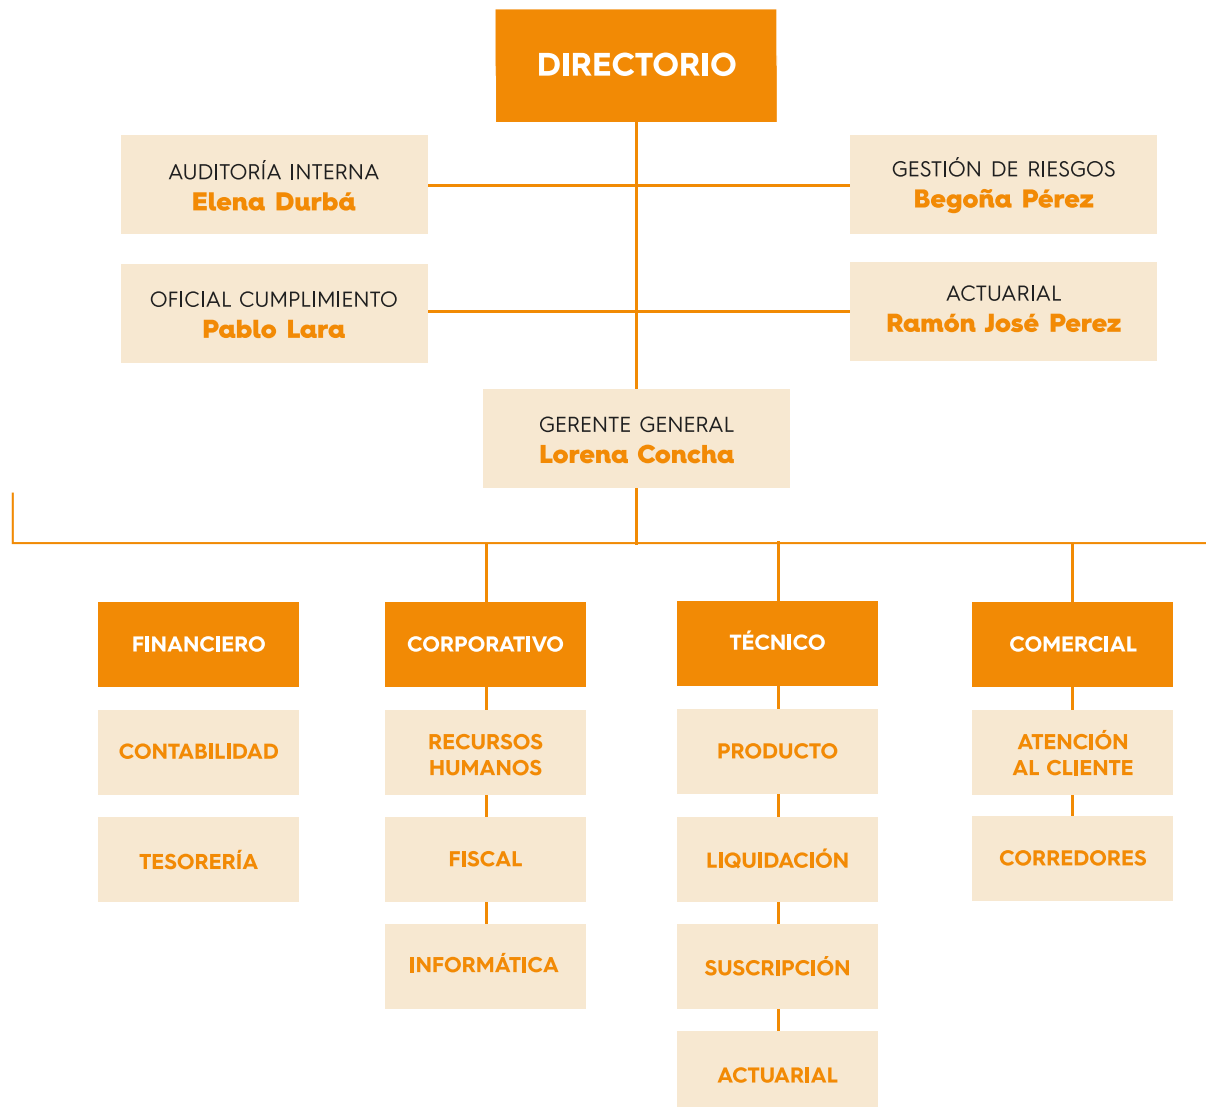 DIRECTORIO
AUDITORÍA INTERNA
Elena Durbá
GESTIÓN DE RIESGOS
Begoña Pérez
OFICIAL CUMPLIMIENTO
Pablo Lara
ACTUARIAL
Ramón José Perez
GERENTE GENERAL
Lorena Concha
FINANCIERO
CONTABILIDAD
TESORERÍA
CORPORATIVO
RECURSOS
HUMANOS
FISCAL
INFORMÁTICA
TÉCNICO
PRODUCTO
LIQUIDACIÓN
SUSCRIPCIÓN
ACTUARIAL
COMERCIAL
ATENCIÓN
AL CLIENTE
CORREDORES